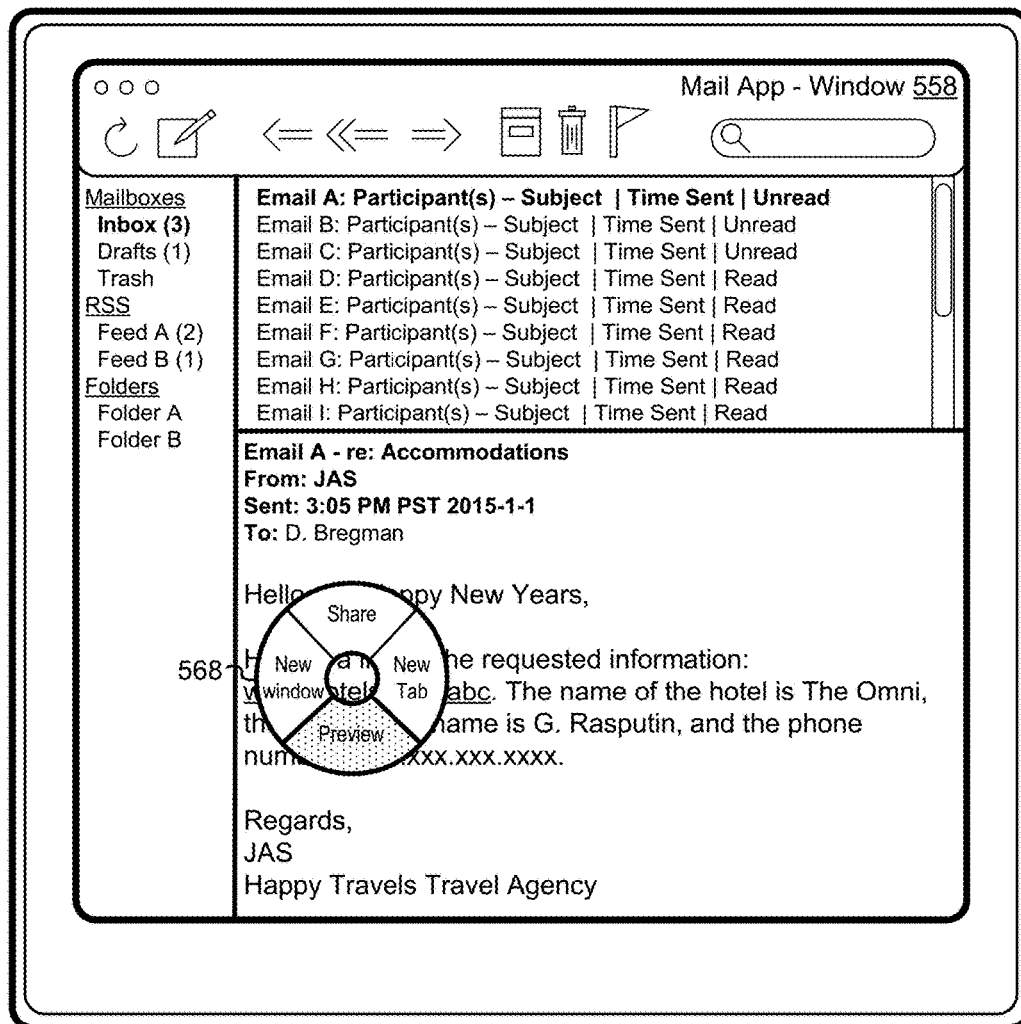 Mail App - Window 558
Mailboxes
Inbox (3)
Drafts (1)
Trash
RSS
Feed A (2)
Feed B (1)
Folders
Folder A
Folder B
Email A: Participant(s) – Subject | Time Sent | Unread
Email B: Participant(s) – Subject | Time Sent | Unread
Email C: Participant(s) – Subject | Time Sent | Unread
Email D: Participant(s) – Subject | Time Sent | Read
Email E: Participant(s) – Subject | Time Sent | Read
Email F: Participant(s) – Subject | Time Sent | Read
Email G: Participant(s) – Subject | Time Sent | Read
Email H: Participant(s) – Subject | Time Sent | Read
Email I: Participant(s) – Subject | Time Sent | Read
Email A - re: Accommodations
From: JAS
Sent: 3:05 PM PST 2015-1-1
To: D. Bregman
New Years,
the requested information:
abc. The name of the hotel is The Omni,
name is G. Rasputin, and the phone
xxx.xxx.xxxx.
Regards,
JAS
Happy Travels Travel Agency
568
Share
New
window
New
Tab
Preview